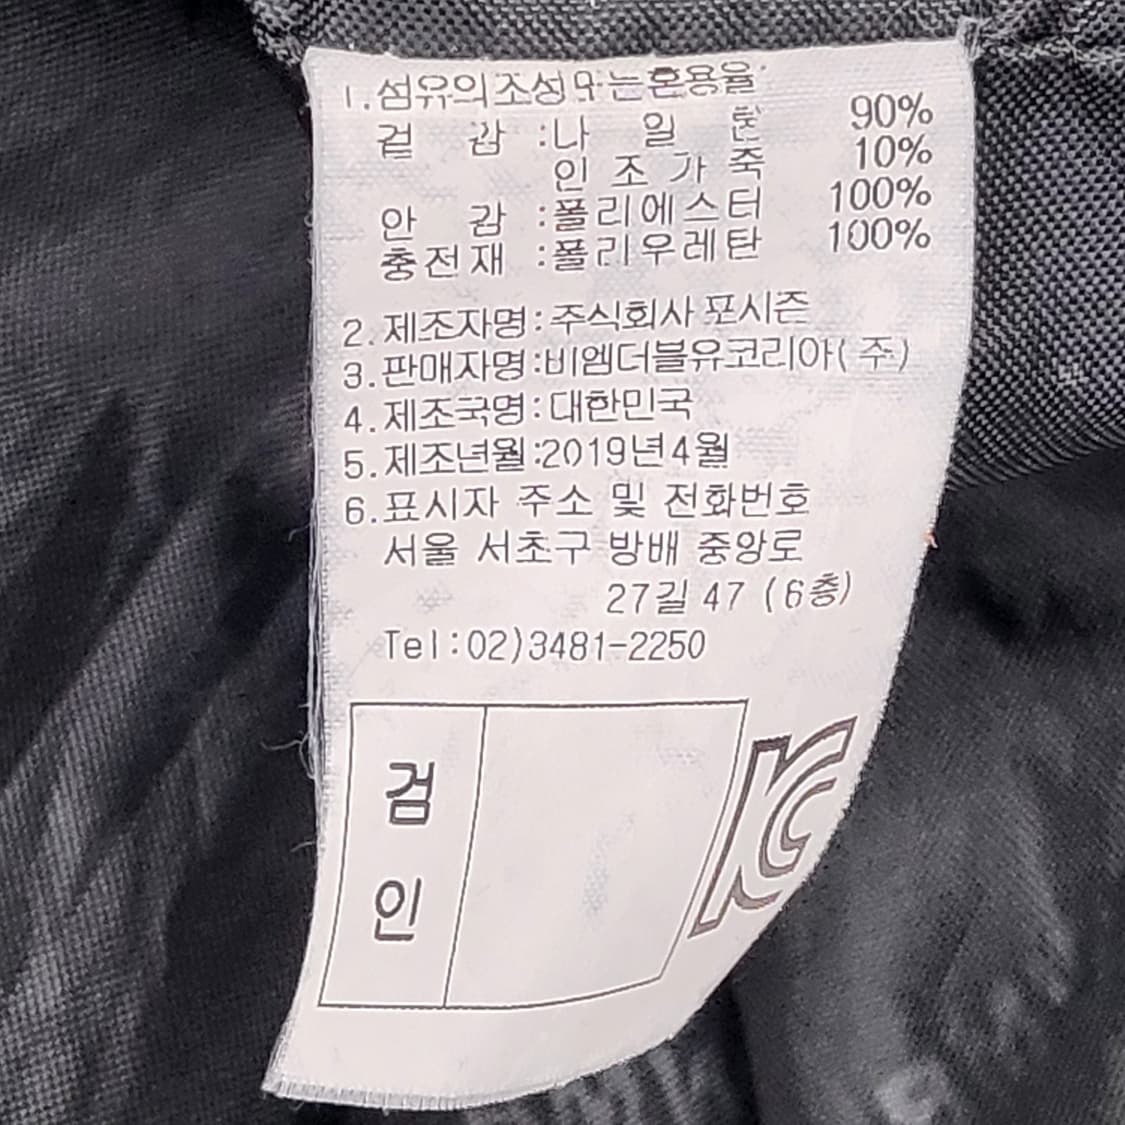 1.섬유의조성또는혼용율
겉 감 :나 일 론 90%
인 조 가 죽 10%
안 감 :폴리에스터 100%
충전재 :폴리우레탄 100%
2.제조자명:주식회사 포시즌
3.판매자명:비엠더블유코리아(주)
4.제조국명:대한민국
5.제조년월:2019년4월
6.표시자 주소 및 전화번호
서울 서초구 방배 중앙로
27길 47 (6층)
Tel:02)3481-2250
검
인
KC